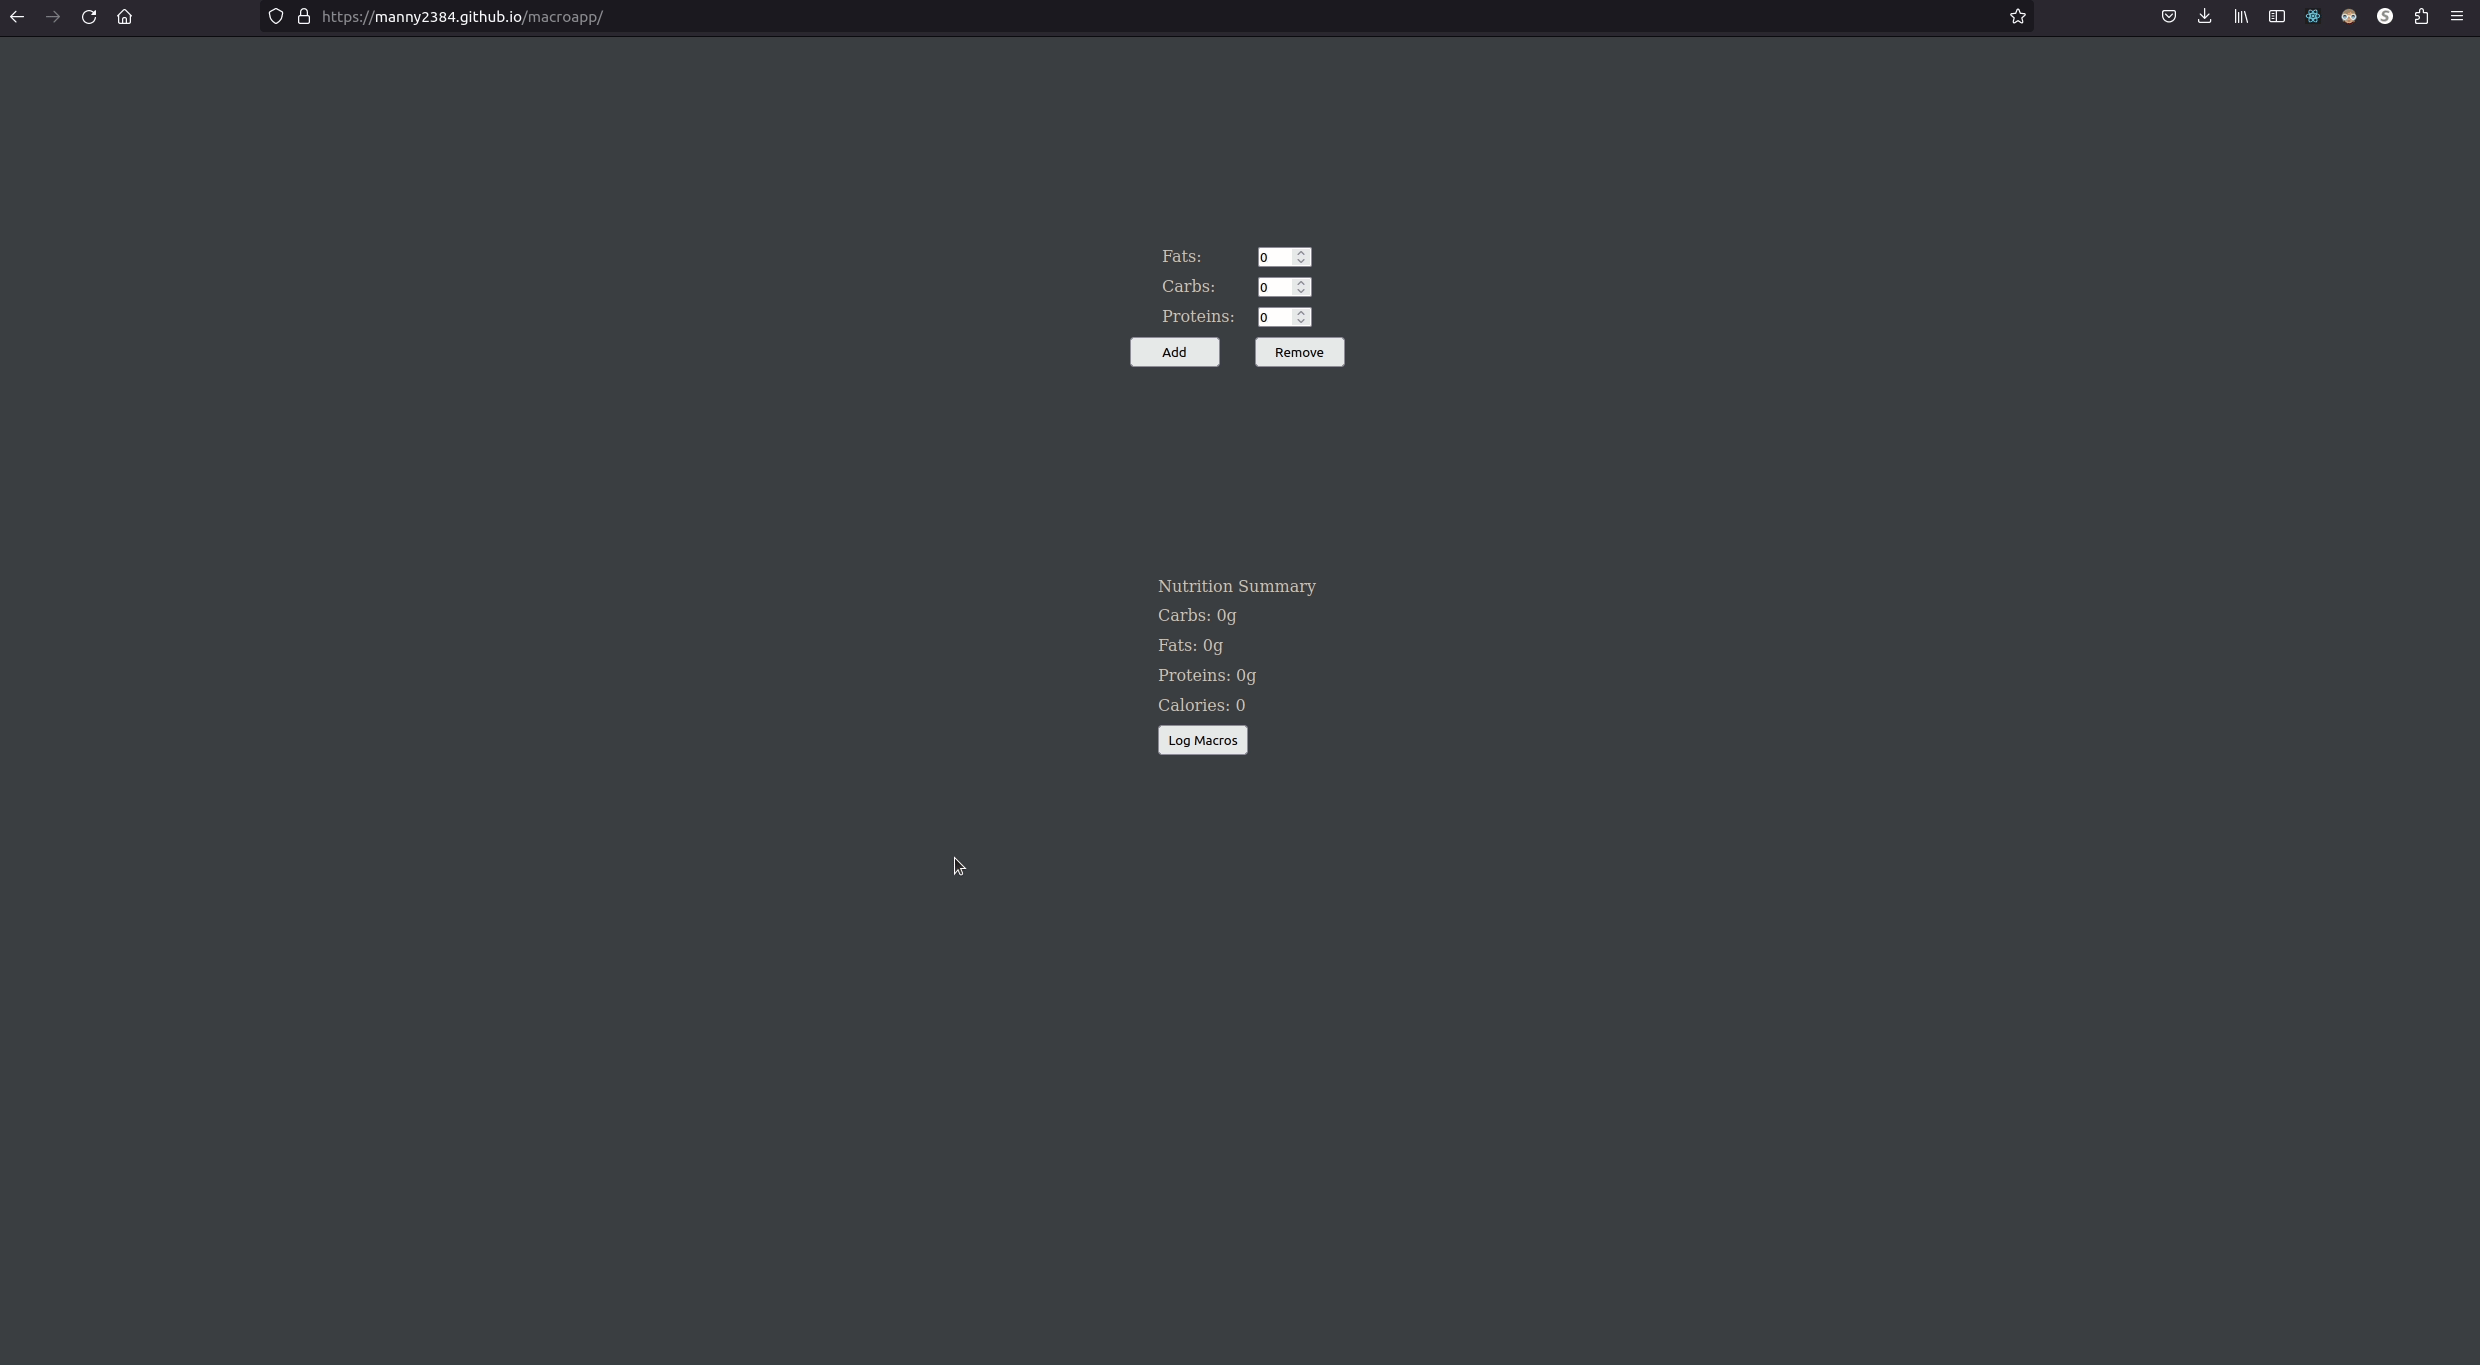 https://manny2384.github.io/macroapp/
Fats: 0
Carbs: 0
Proteins: 0
Add Remove
Nutrition Summary
Carbs: 0g
Fats: 0g
Proteins: 0g
Calories: 0
Log Macros